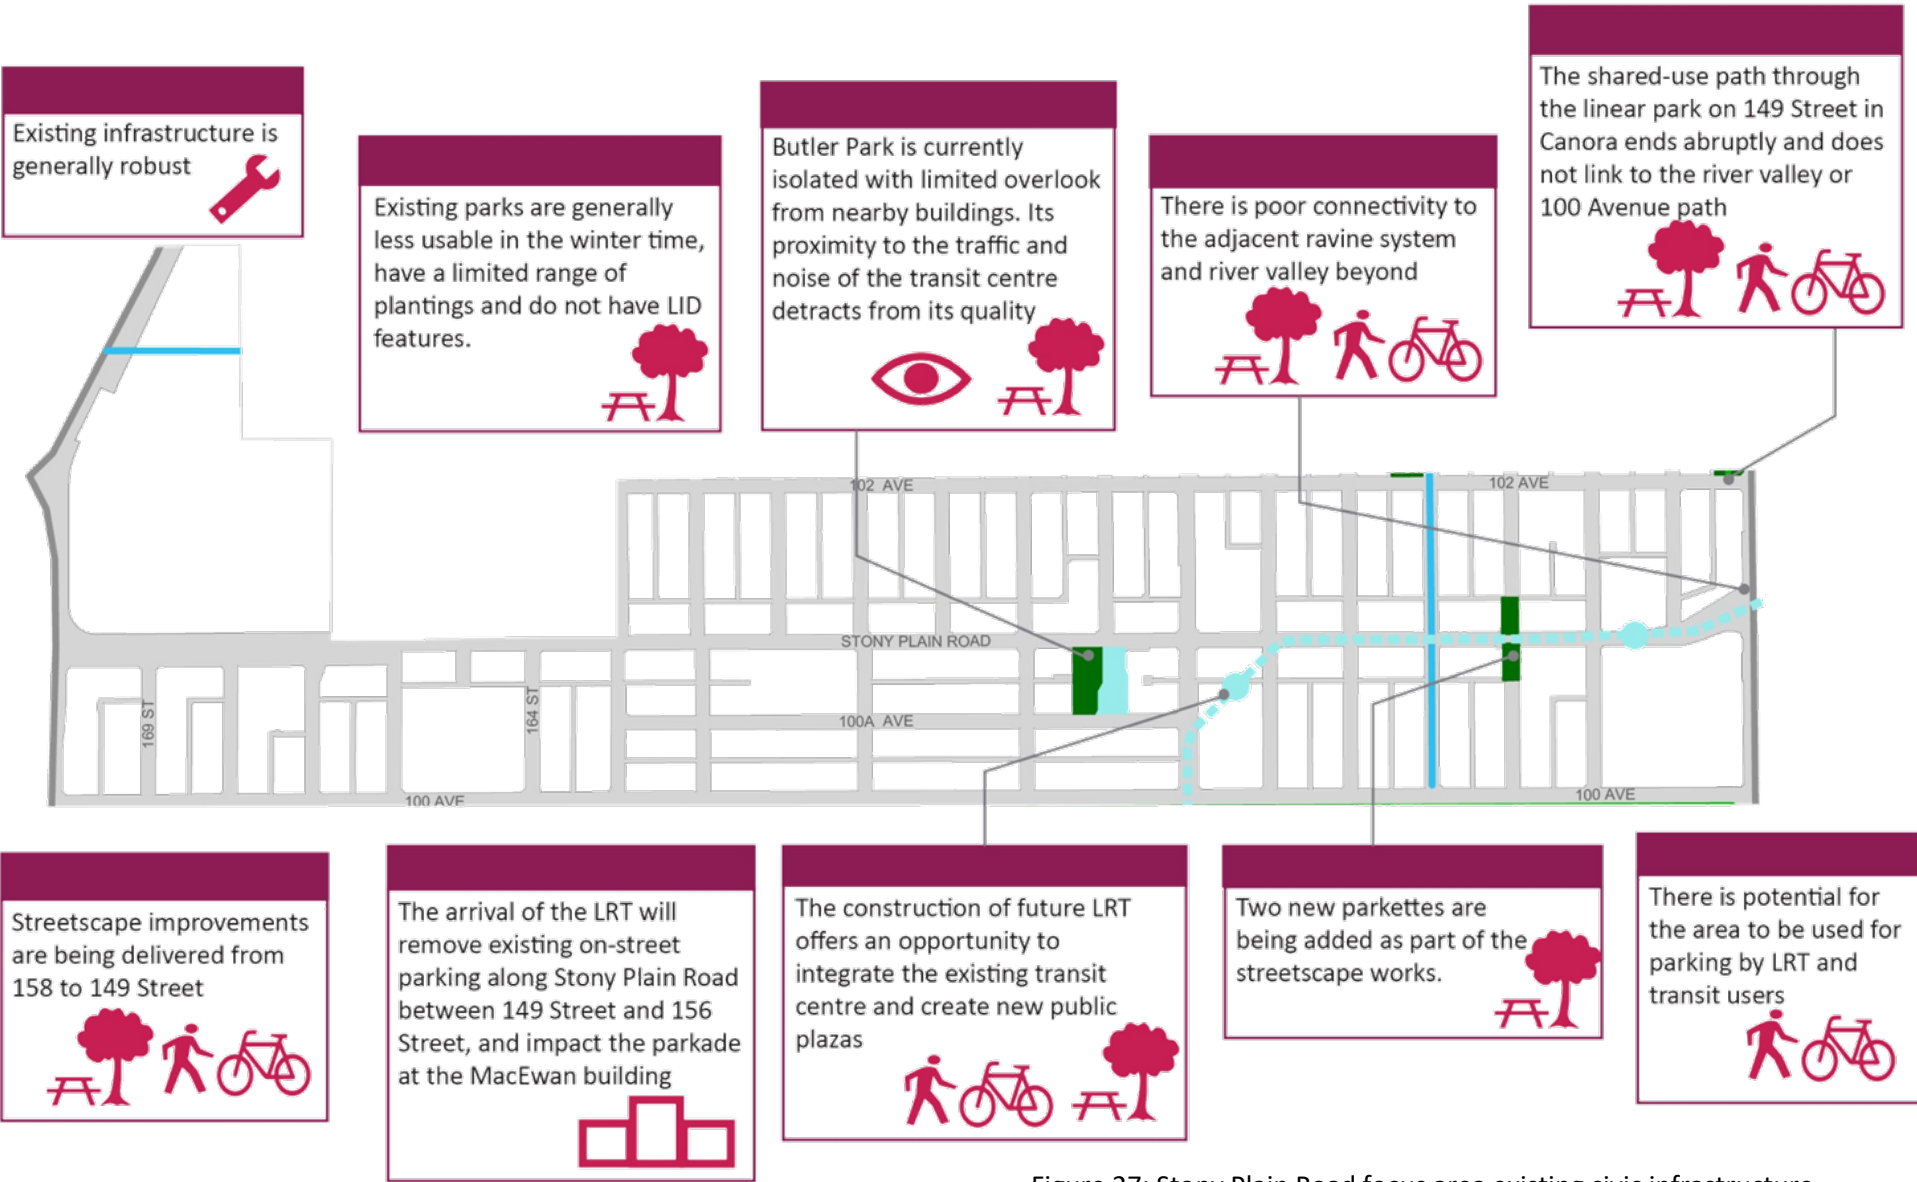 Existing infrastructure is
generally robust
Existing parks are generally
less usable in the winter time,
have a limited range of
plantings and do not have LID
features.
Butler Park is currently
isolated with limited overlook
from nearby buildings. Its
proximity to the traffic and
noise of the transit centre
detracts from its quality
There is poor connectivity to
the adjacent ravine system
and river valley beyond
The shared-use path through
the linear park on 149 Street in
Canora ends abruptly and does
not link to the river valley or
100 Avenue path
102 AVE
102 AVE
STONY PLAIN ROAD
169 ST
164 ST
100A AVE
100 AVE
100 AVE
Streetscape improvements
are being delivered from
158 to 149 Street
The arrival of the LRT will
remove existing on-street
parking along Stony Plain Road
between 149 Street and 156
Street, and impact the parkade
at the MacEwan building
The construction of future LRT
offers an opportunity to
integrate the existing transit
centre and create new public
plazas
Two new parkettes are
being added as part of the
streetscape works.
There is potential for
the area to be used for
parking by LRT and
transit users
Figure 27: Stony Plain Road focus area existing civic infrastructure